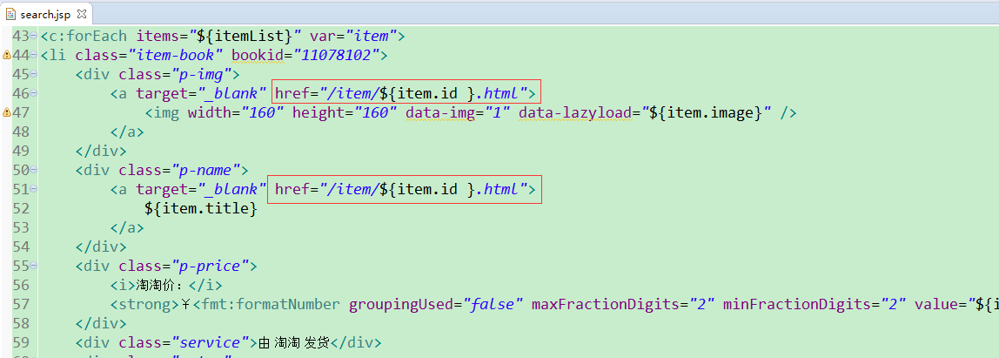 search.jsp
43 <c:forEach items="${itemList}" var="item">
44 <li class="item-book" bookid="11078102">
45     <div class="p-img">
46         <a target="_blank" href="/item/${item.id }.html">
47             <img width="160" height="160" data-img="1" data-lazyload="${item.image}" />
48         </a>
49     </div>
50     <div class="p-name">
51         <a target="_blank" href="/item/${item.id }.html">
52             ${item.title}
53         </a>
54     </div>
55     <div class="p-price">
56         <i>淘淘价：</i>
57         <strong>￥<fmt:formatNumber groupingUsed="false" maxFractionDigits="2" minFractionDigits="2" value="${i
58     </div>
59     <div class="service">由 淘淘 发货</div>